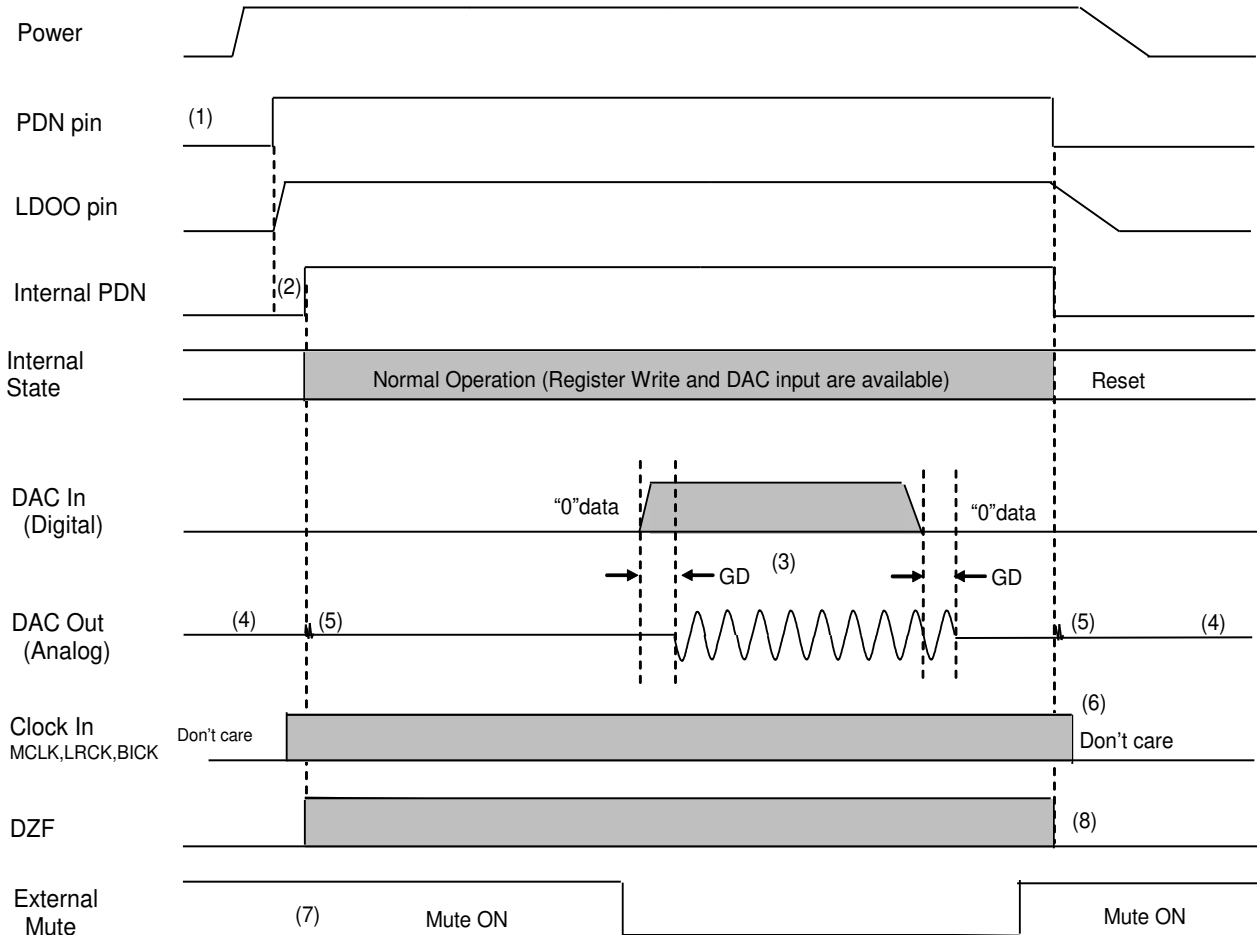 Power
PDN pin
(1)
LDOO pin
Internal PDN
(2)
Internal
State
Normal Operation (Register Write and DAC input are available)
Reset
DAC In
(Digital)
“0”data
“0”data
(3)
GD
GD
DAC Out
(Analog)
(4)
(5)
(5)
(4)
Clock In
MCLK,LRCK,BICK
Don’t care
(6)
Don’t care
DZF
(8)
External
Mute
(7)
Mute ON
Mute ON